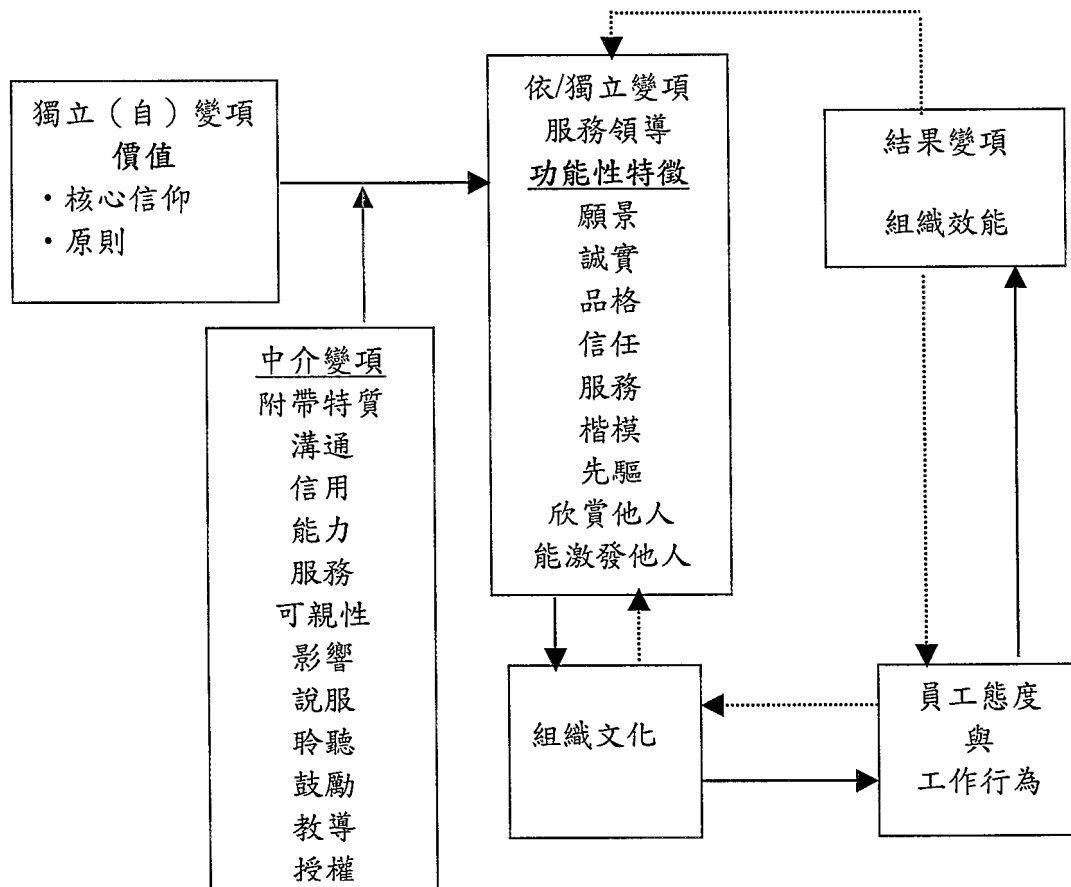 獨立（自）變項
價值
・核心信仰
・原則
中介變項
附帶特質
溝通
信用
能力
服務
可親性
影響
說服
聆聽
鼓勵
教導
授權
依/獨立變項
服務領導
功能性特徵
願景
誠實
品格
信任
服務
楷模
先驅
欣賞他人
能激發他人
組織文化
結果變項
組織效能
員工態度
與
工作行為